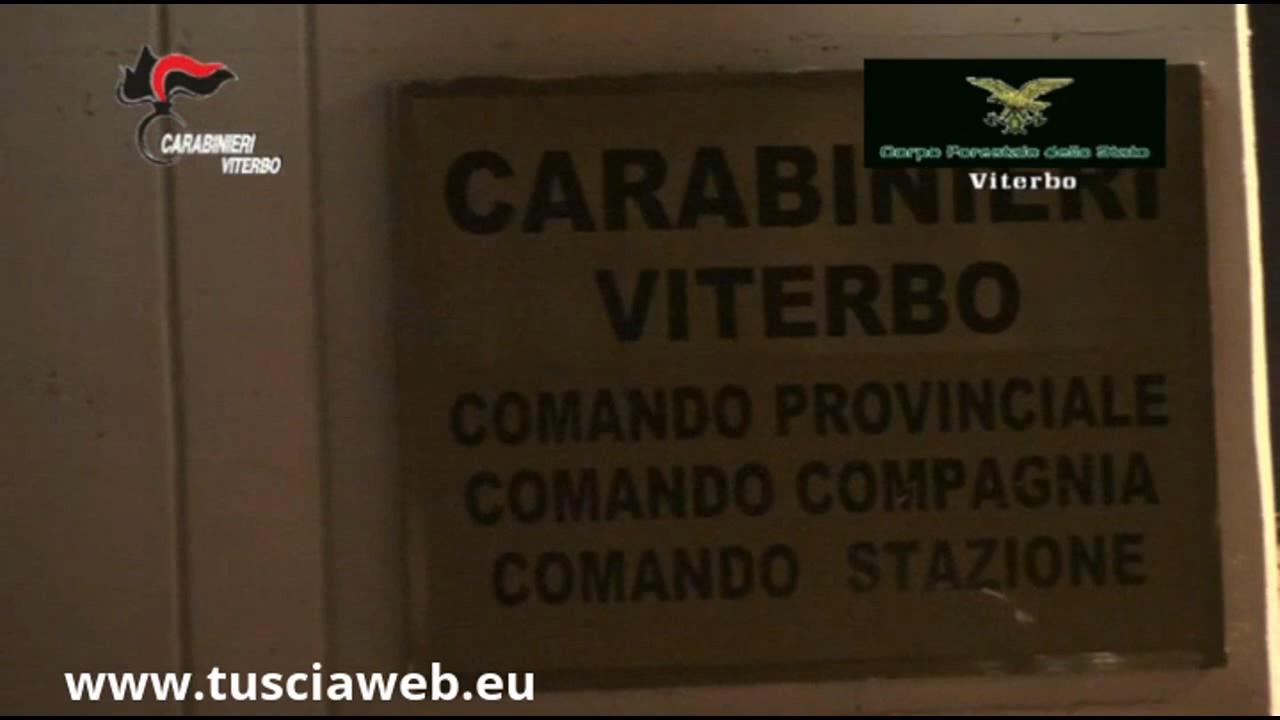 CARABINIERI
VITERBO
Corpo Forestale dello Stato
Viterbo
CARABINIERI
VITERBO
COMANDO PROVINCIALE
COMANDO COMPAGNIA
COMANDO STAZIONE
www.tusciaweb.eu